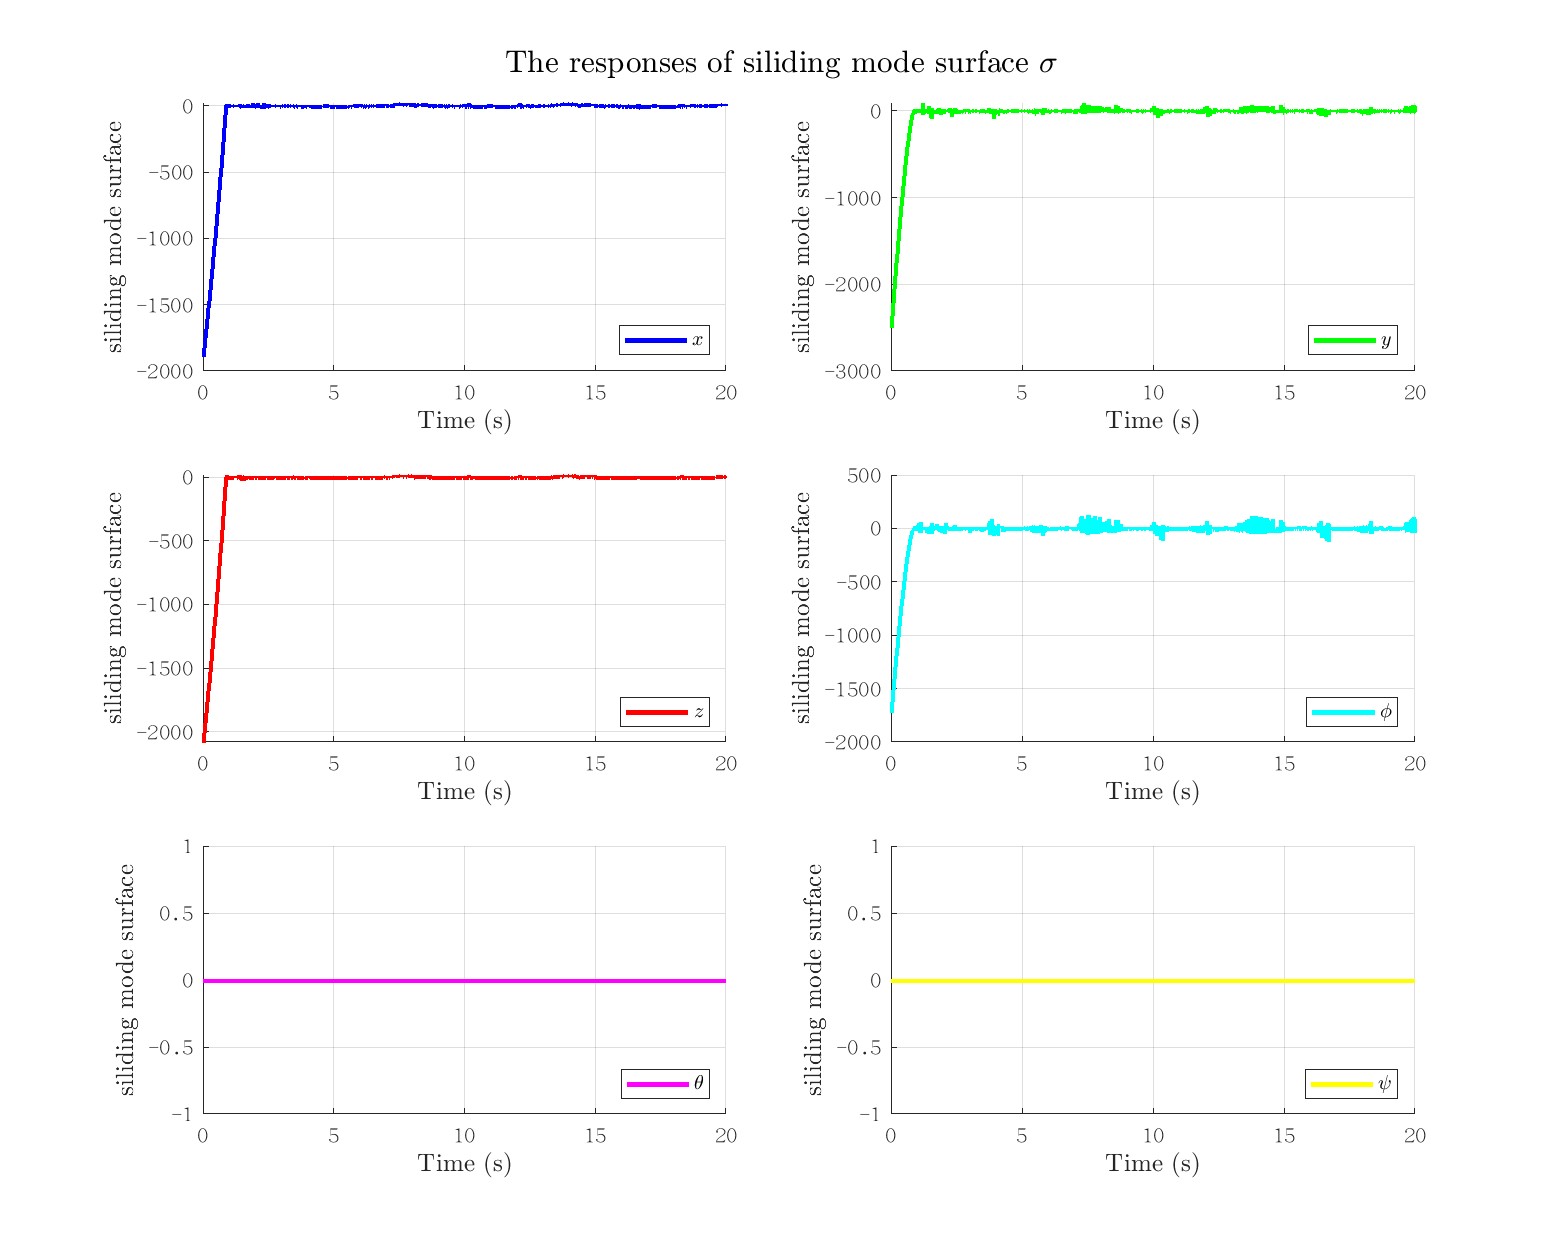 The responses of siliding mode surface σ
siliding mode surface
0
-500
-1000
-1500
-2000
x
0 5 10 15 20
Time (s)
siliding mode surface
0
-1000
-2000
-3000
y
0 5 10 15 20
Time (s)
siliding mode surface
0
-500
-1000
-1500
-2000
z
0 5 10 15 20
Time (s)
siliding mode surface
500
0
-500
-1000
-1500
-2000
ϕ
0 5 10 15 20
Time (s)
siliding mode surface
1
0.5
0
-0.5
-1
θ
0 5 10 15 20
Time (s)
siliding mode surface
1
0.5
0
-0.5
-1
ψ
0 5 10 15 20
Time (s)